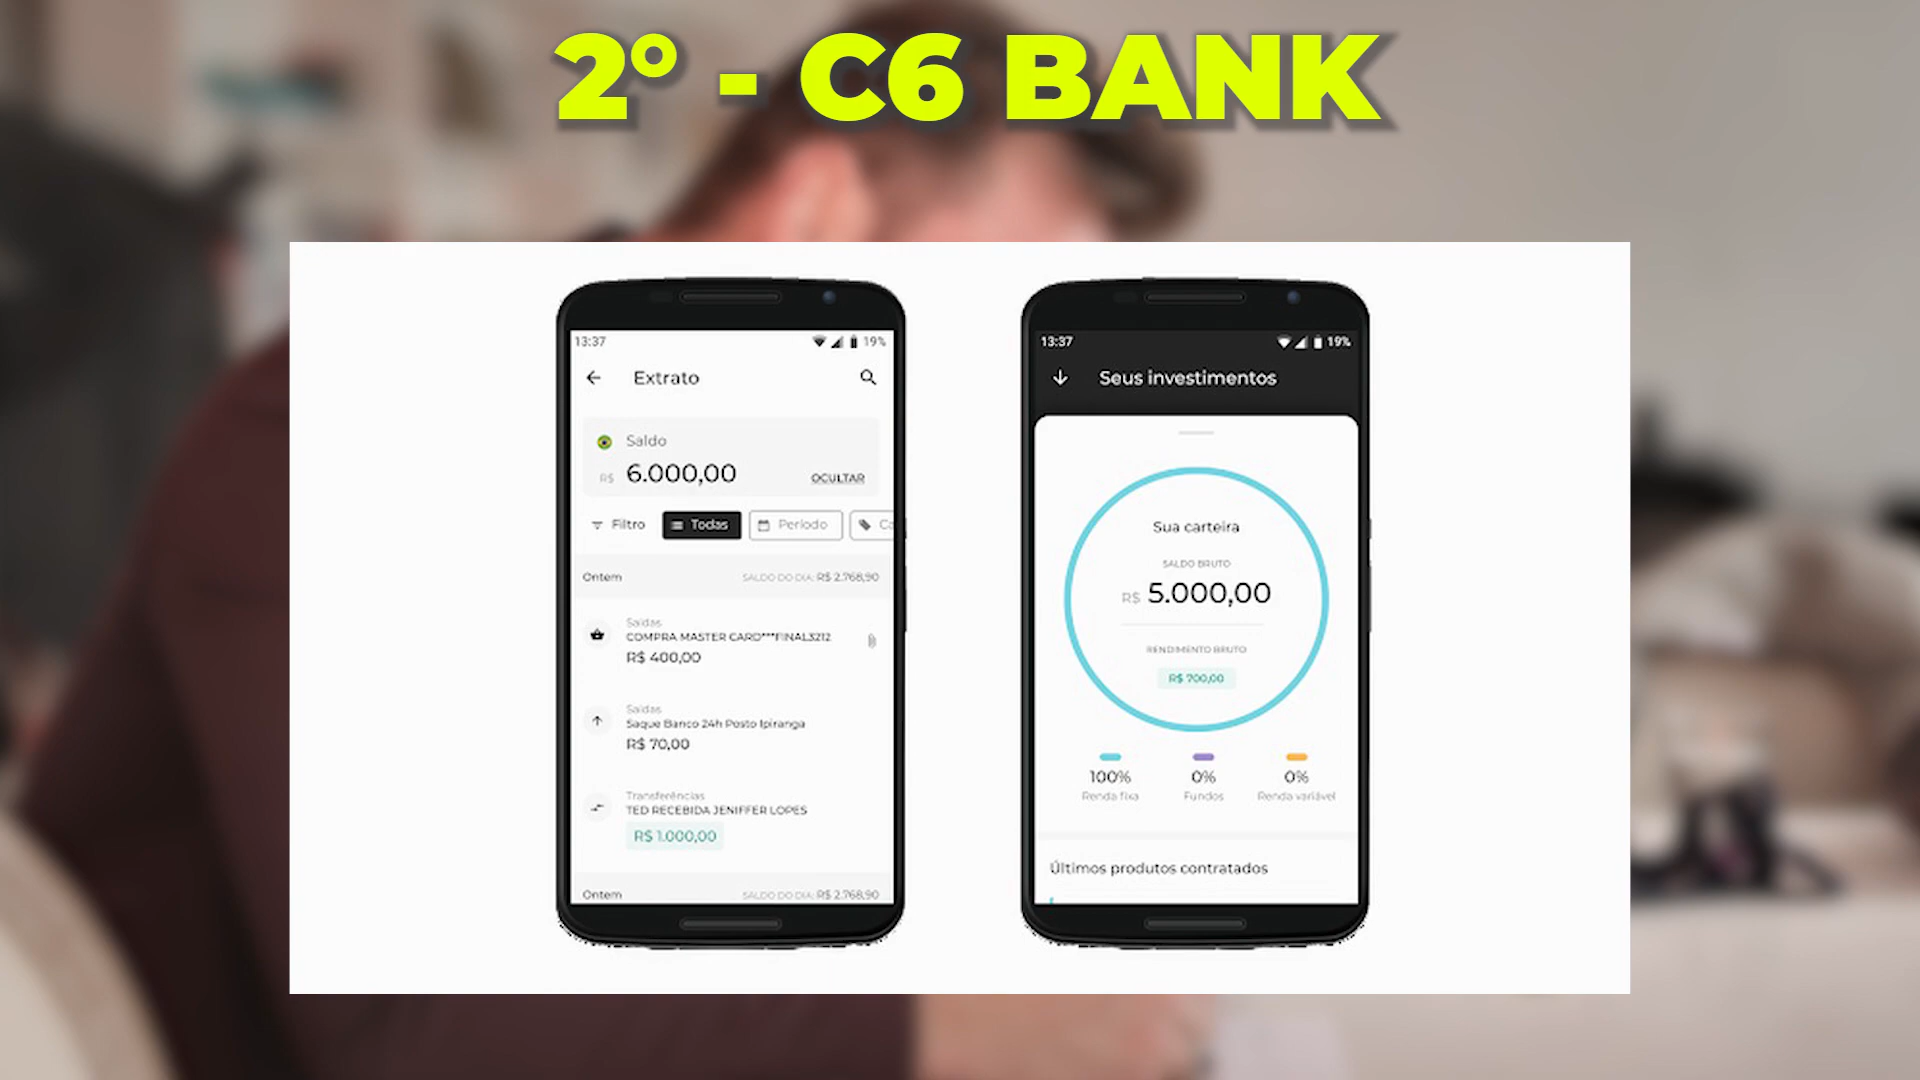 2º - C6 BANK
13:37
19%
Extrato
Saldo
R$ 6.000,00
OCULTAR
Filtro
Todas
Período
Ca
Ontem
SALDO DO DIA: R$ 2.768,90
Saídas
COMPRA MASTER CARD***FINAL3212
R$ 400,00
Saídas
Saque Banco 24h Posto Ipiranga
R$ 70,00
Transferências
TED RECEBIDA JENIFFER LOPES
R$ 1.000,00
Ontem
SALDO DO DIA: R$ 2.768,90
13:37
19%
Seus investimentos
Sua carteira
SALDO BRUTO
R$ 5.000,00
RENDIMENTO BRUTO
R$ 700,00
100%
Renda fixa
0%
Fundos
0%
Renda variável
Últimos produtos contratados